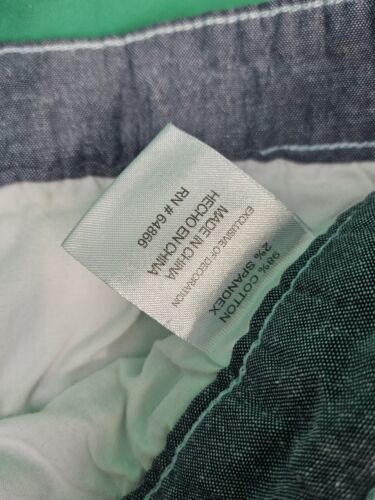 98% COTTON
2% SPANDEX
EXCLUSIVE OF DECORATION
MADE IN CHINA
HECHO EN CHINA
RN # 64866